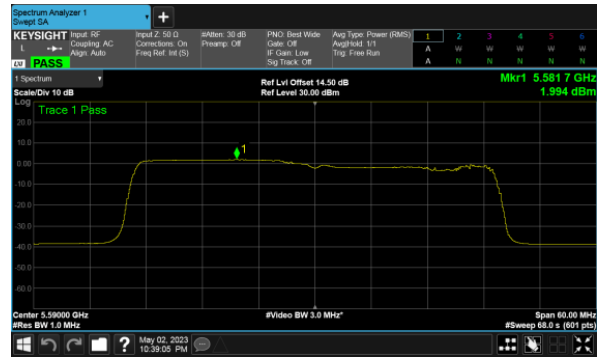 Spectrum Analyzer 1
Swept SA
KEYSIGHT
L
LXI
PASS
Input: RF
Coupling: AC
Align: Auto
Input Z: 50 Ω
Corrections: On
Freq Ref: Int (S)
#Atten: 30 dB
Preamp: Off
PNO: Best Wide
Gate: Off
IF Gain: Low
Sig Track: Off
Avg Type: Power (RMS)
Avg|Hold: 1/1
Trig: Free Run
1 2 3 4 5 6
A W W W W W
A N N N N N
1 Spectrum
Scale/Div 10 dB
Ref Lvl Offset 14.50 dB
Ref Level 30.00 dBm
Mkr1 5.581 7 GHz
1.994 dBm
Log
Trace 1 Pass
20.0
10.0
0.00
-10.0
-20.0
-30.0
-40.0
-50.0
-60.0
1
Center 5.59000 GHz
#Res BW 1.0 MHz
#Video BW 3.0 MHz*
Span 60.00 MHz
#Sweep 68.0 s (601 pts)
?
May 02, 2023
10:39:05 PM